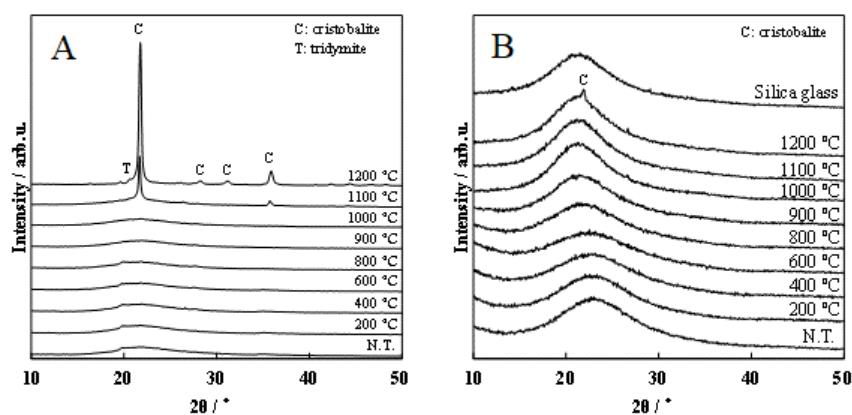 A
C
C: cristobalite
T: tridymite
T
C
C
C
1200 °C
1100 °C
1000 °C
900 °C
800 °C
600 °C
400 °C
200 °C
N.T.
Intensity / arb.u.
10
20
30
40
50
2θ / °
B
C: cristobalite
C
Silica glass
1200 °C
1100 °C
1000 °C
900 °C
800 °C
600 °C
400 °C
200 °C
N.T.
Intensity / arb.u.
10
20
30
40
50
2θ / °